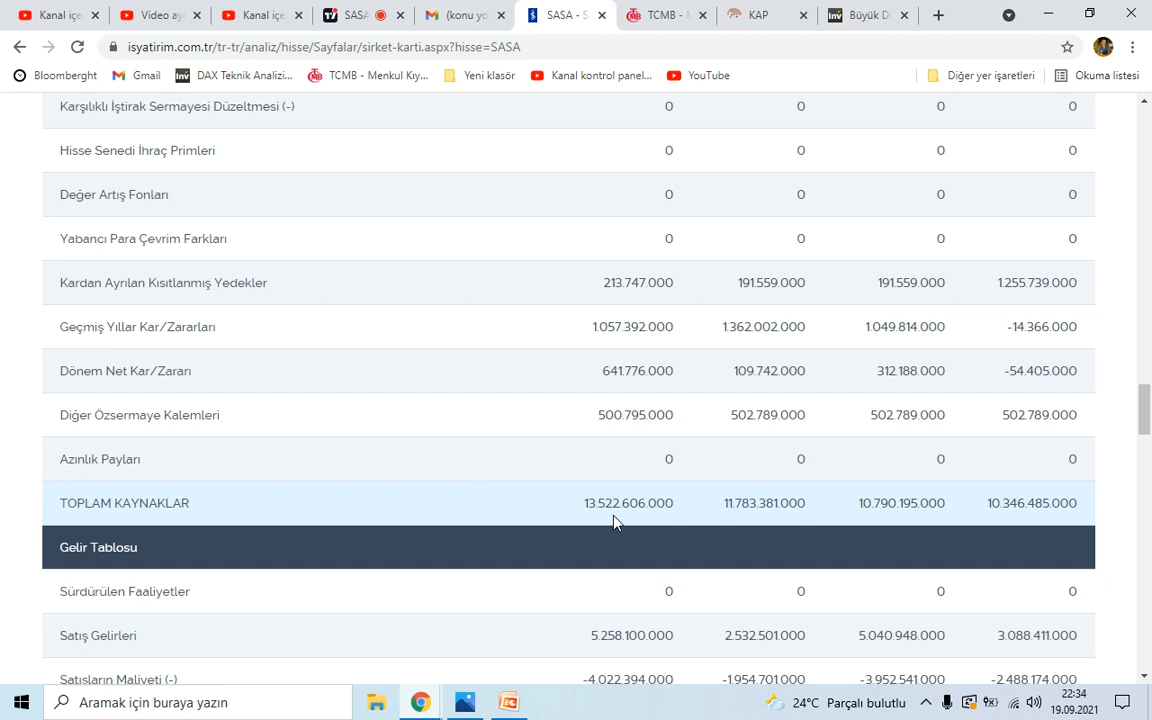 Kanal içe
Video ay
Kanal içe
SASA
(konu yo
SASA - S
TCMB -
KAP
Büyük D
isyatirim.com.tr/tr-tr/analiz/hisse/Sayfalar/sirket-karti.aspx?hisse=SASA
Bloomberght
Gmail
DAX Teknik Analizi...
TCMB - Menkul Kıy...
Yeni klasör
Kanal kontrol panel...
YouTube
Diğer yer işaretleri
Okuma listesi
Karşılıklı İştirak Sermayesi Düzeltmesi (-) 0 0 0 0
Hisse Senedi İhraç Primleri 0 0 0 0
Değer Artış Fonları 0 0 0 0
Yabancı Para Çevrim Farkları 0 0 0 0
Kardan Ayrılan Kısıtlanmış Yedekler 213.747.000 191.559.000 191.559.000 1.255.739.000
Geçmiş Yıllar Kar/Zararları 1.057.392.000 1.362.002.000 1.049.814.000 -14.366.000
Dönem Net Kar/Zararı 641.776.000 109.742.000 312.188.000 -54.405.000
Diğer Özsermaye Kalemleri 500.795.000 502.789.000 502.789.000 502.789.000
Azınlık Payları 0 0 0 0
TOPLAM KAYNAKLAR 13.522.606.000 11.783.381.000 10.790.195.000 10.346.485.000
Gelir Tablosu
Sürdürülen Faaliyetler 0 0 0 0
Satış Gelirleri 5.258.100.000 2.532.501.000 5.040.948.000 3.088.411.000
Satışların Maliyeti (-) -4.022.394.000 -1.954.701.000 -3.952.541.000 -2.488.174.000
Aramak için buraya yazın
24°C Parçalı bulutlu
22:34
19.09.2021